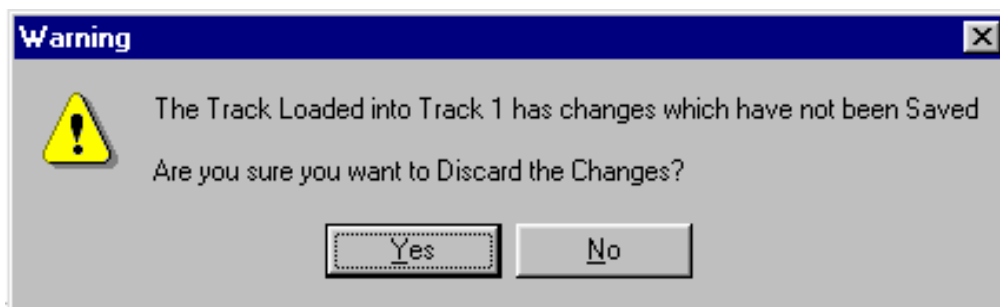 Warning
The Track Loaded into Track 1 has changes which have not been Saved
Are you sure you want to Discard the Changes?
Yes No